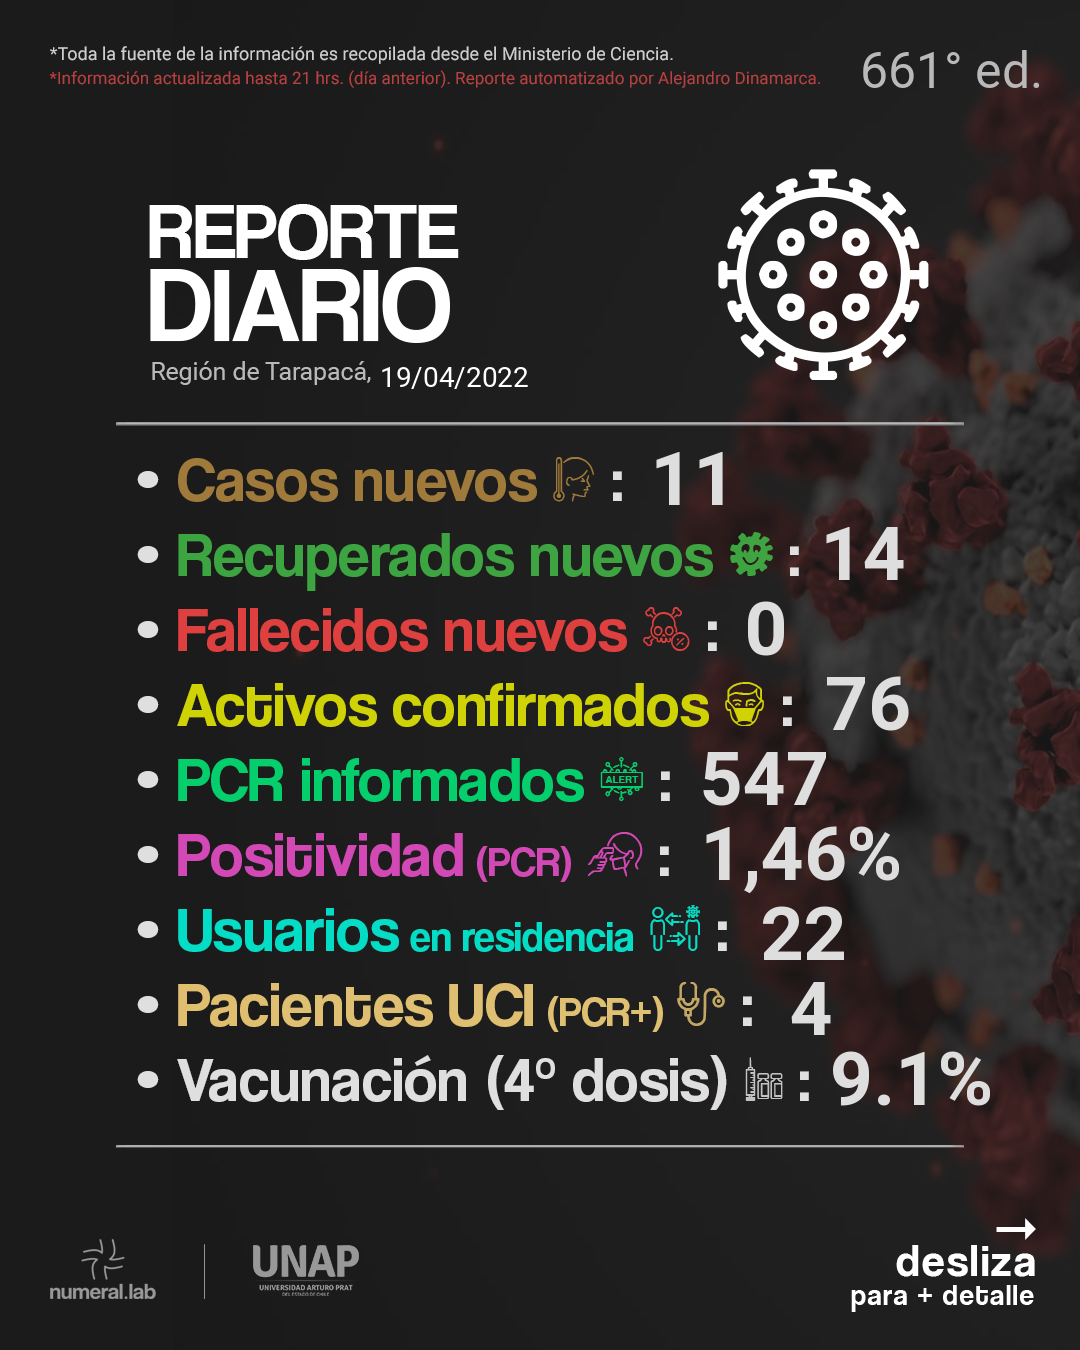 *Toda la fuente de la información es recopilada desde el Ministerio de Ciencia.
*Información actualizada hasta 21 hrs. (día anterior). Reporte automatizado por Alejandro Dinamarca.
661° ed.
REPORTE
DIARIO
Región de Tarapacá, 19/04/2022
• Casos nuevos : 11
• Recuperados nuevos : 14
• Fallecidos nuevos % : 0
• Activos confirmados : 76
• PCR informados ALERT : 547
• Positividad (PCR) : 1,46%
• Usuarios en residencia : 22
• Pacientes UCI (PCR+) : 4
• Vacunación (4º dosis) : 9.1%
numeral.lab
UNAP
UNIVERSIDAD ARTURO PRAT
DEL ESTADO DE CHILE
→
desliza
para + detalle